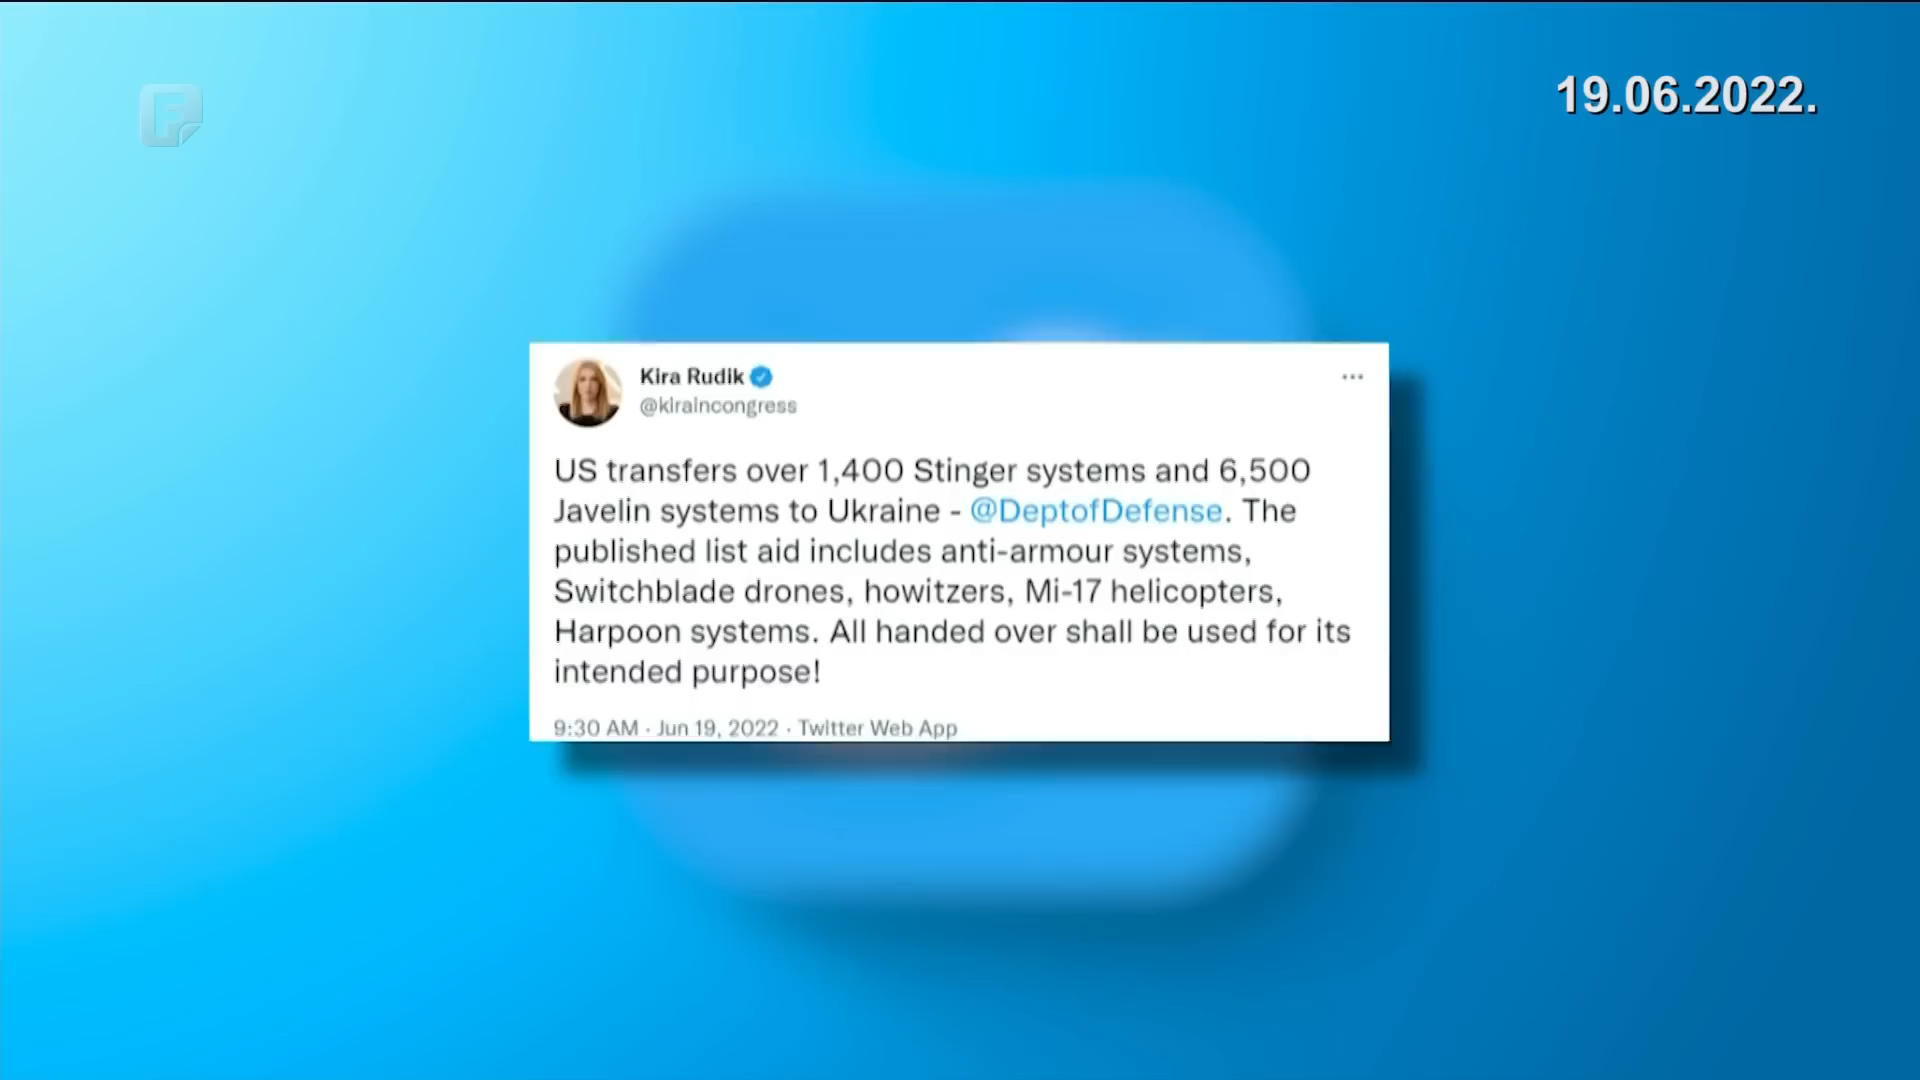 F
19.06.2022.
Kira Rudik
@kiraincongress
...
US transfers over 1,400 Stinger systems and 6,500
Javelin systems to Ukraine - @DeptofDefense. The
published list aid includes anti-armour systems,
Switchblade drones, howitzers, Mi-17 helicopters,
Harpoon systems. All handed over shall be used for its
intended purpose!
9:30 AM · Jun 19, 2022 · Twitter Web App